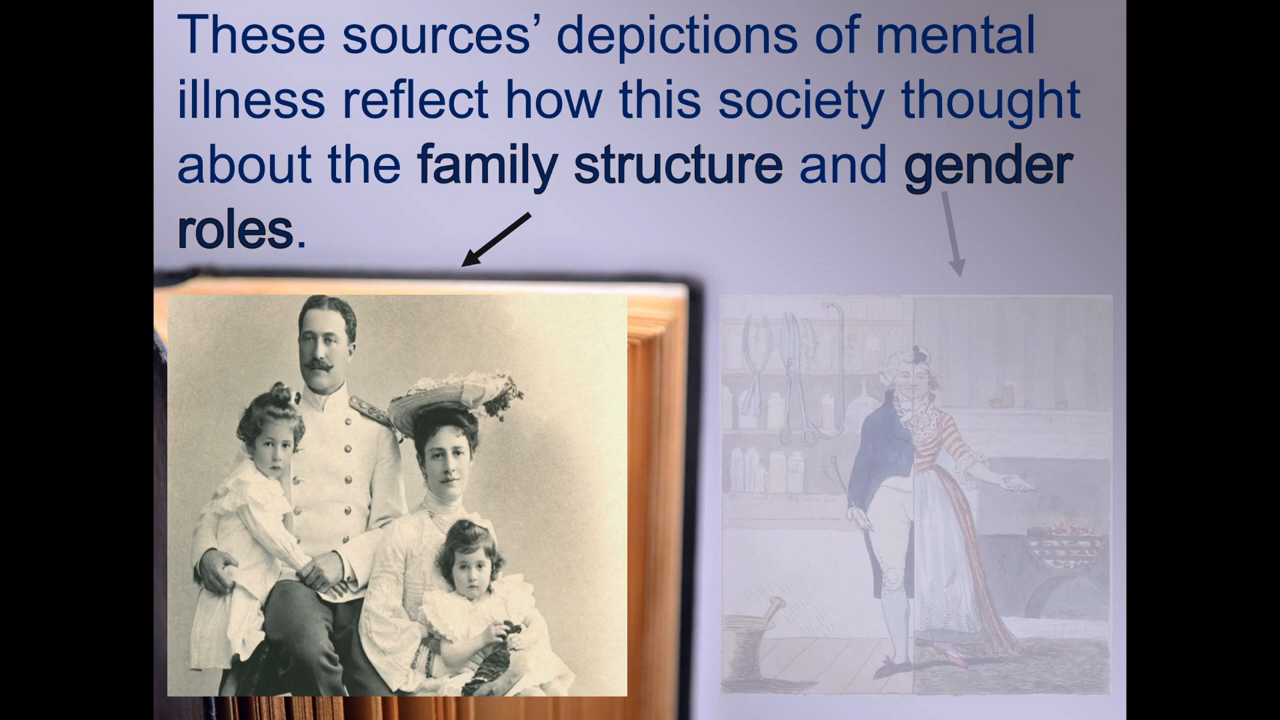 These sources’ depictions of mental
illness reflect how this society thought
about the family structure and gender
roles.